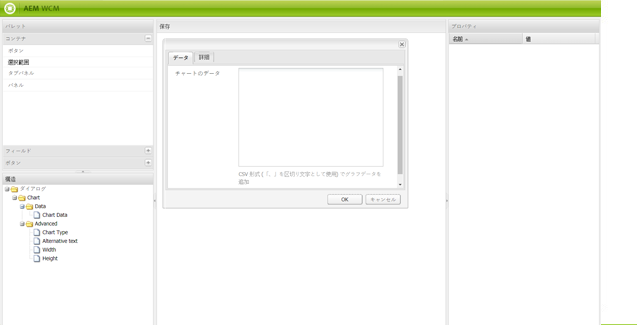 AEM WCM
パレット
コンテナ
ボタン
選択範囲
タブパネル
パネル
フィールド
ボタン
構造
ダイアログ
Chart
Data
Chart Data
Advanced
Chart Type
Alternative text
Width
Height
保存
データ
詳細
チャートのデータ
CSV 形式 (「、」を区切り文字として使用) でグラフデータを
追加
OK
キャンセル
プロパティ
名前
値